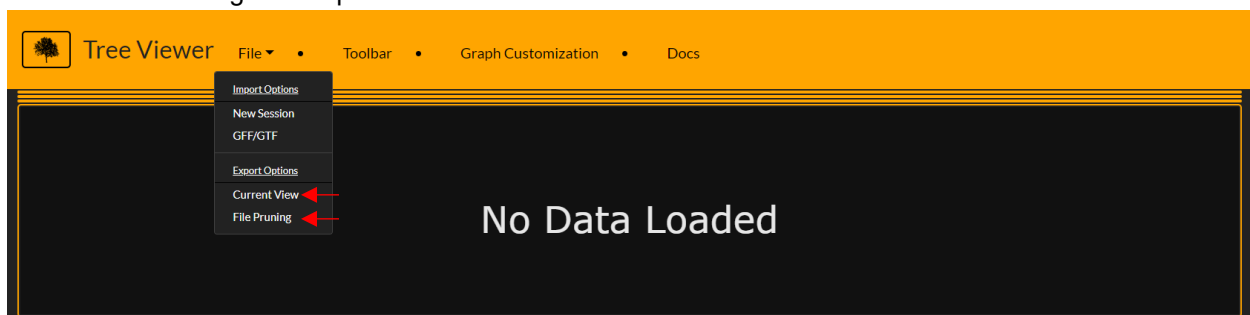 Tree Viewer File • Toolbar • Graph Customization • Docs
Import Options
New Session
GFF/GTF
Export Options
Current View
File Pruning
No Data Loaded